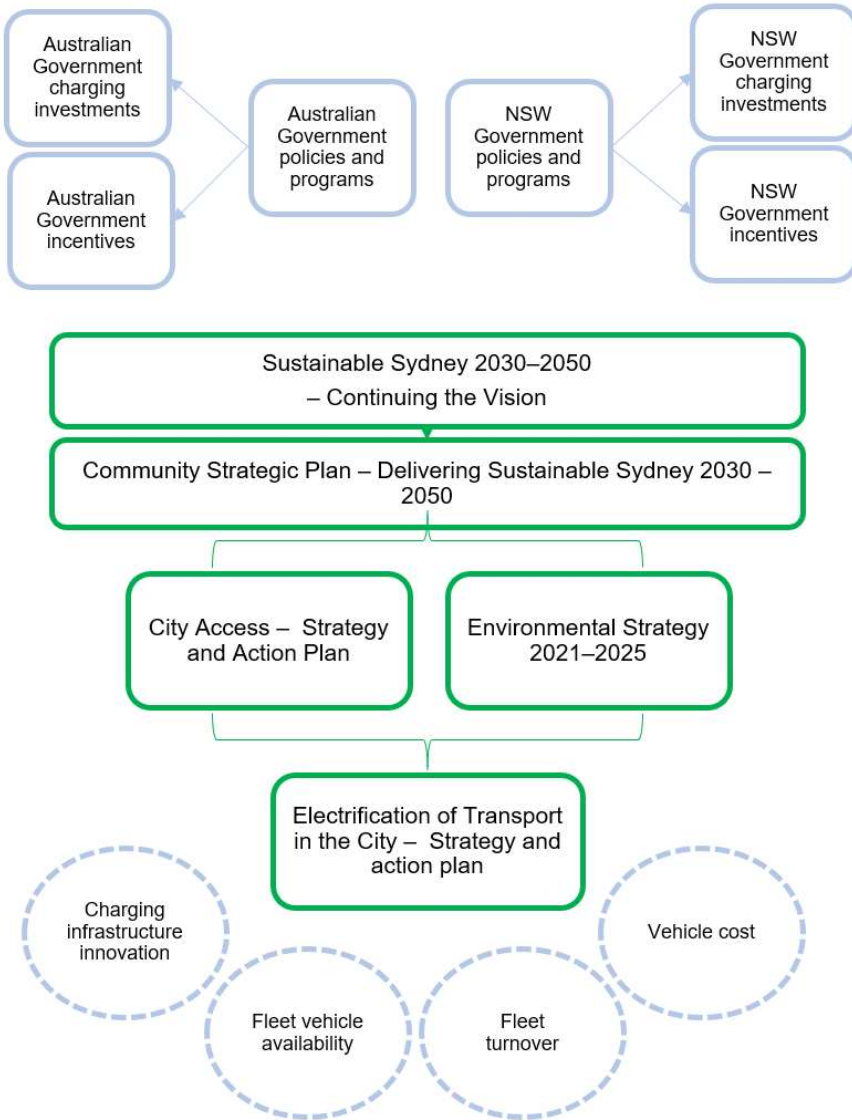 Australian
Government
charging
investments
Australian
Government
incentives
Australian
Government
policies and
programs
NSW
Government
policies and
programs
NSW
Government
charging
investments
NSW
Government
incentives
Sustainable Sydney 2030–2050
– Continuing the Vision
Community Strategic Plan – Delivering Sustainable Sydney 2030 –
2050
City Access – Strategy
and Action Plan
Environmental Strategy
2021–2025
Electrification of Transport
in the City – Strategy and
action plan
Charging
infrastructure
innovation
Fleet vehicle
availability
Fleet
turnover
Vehicle cost